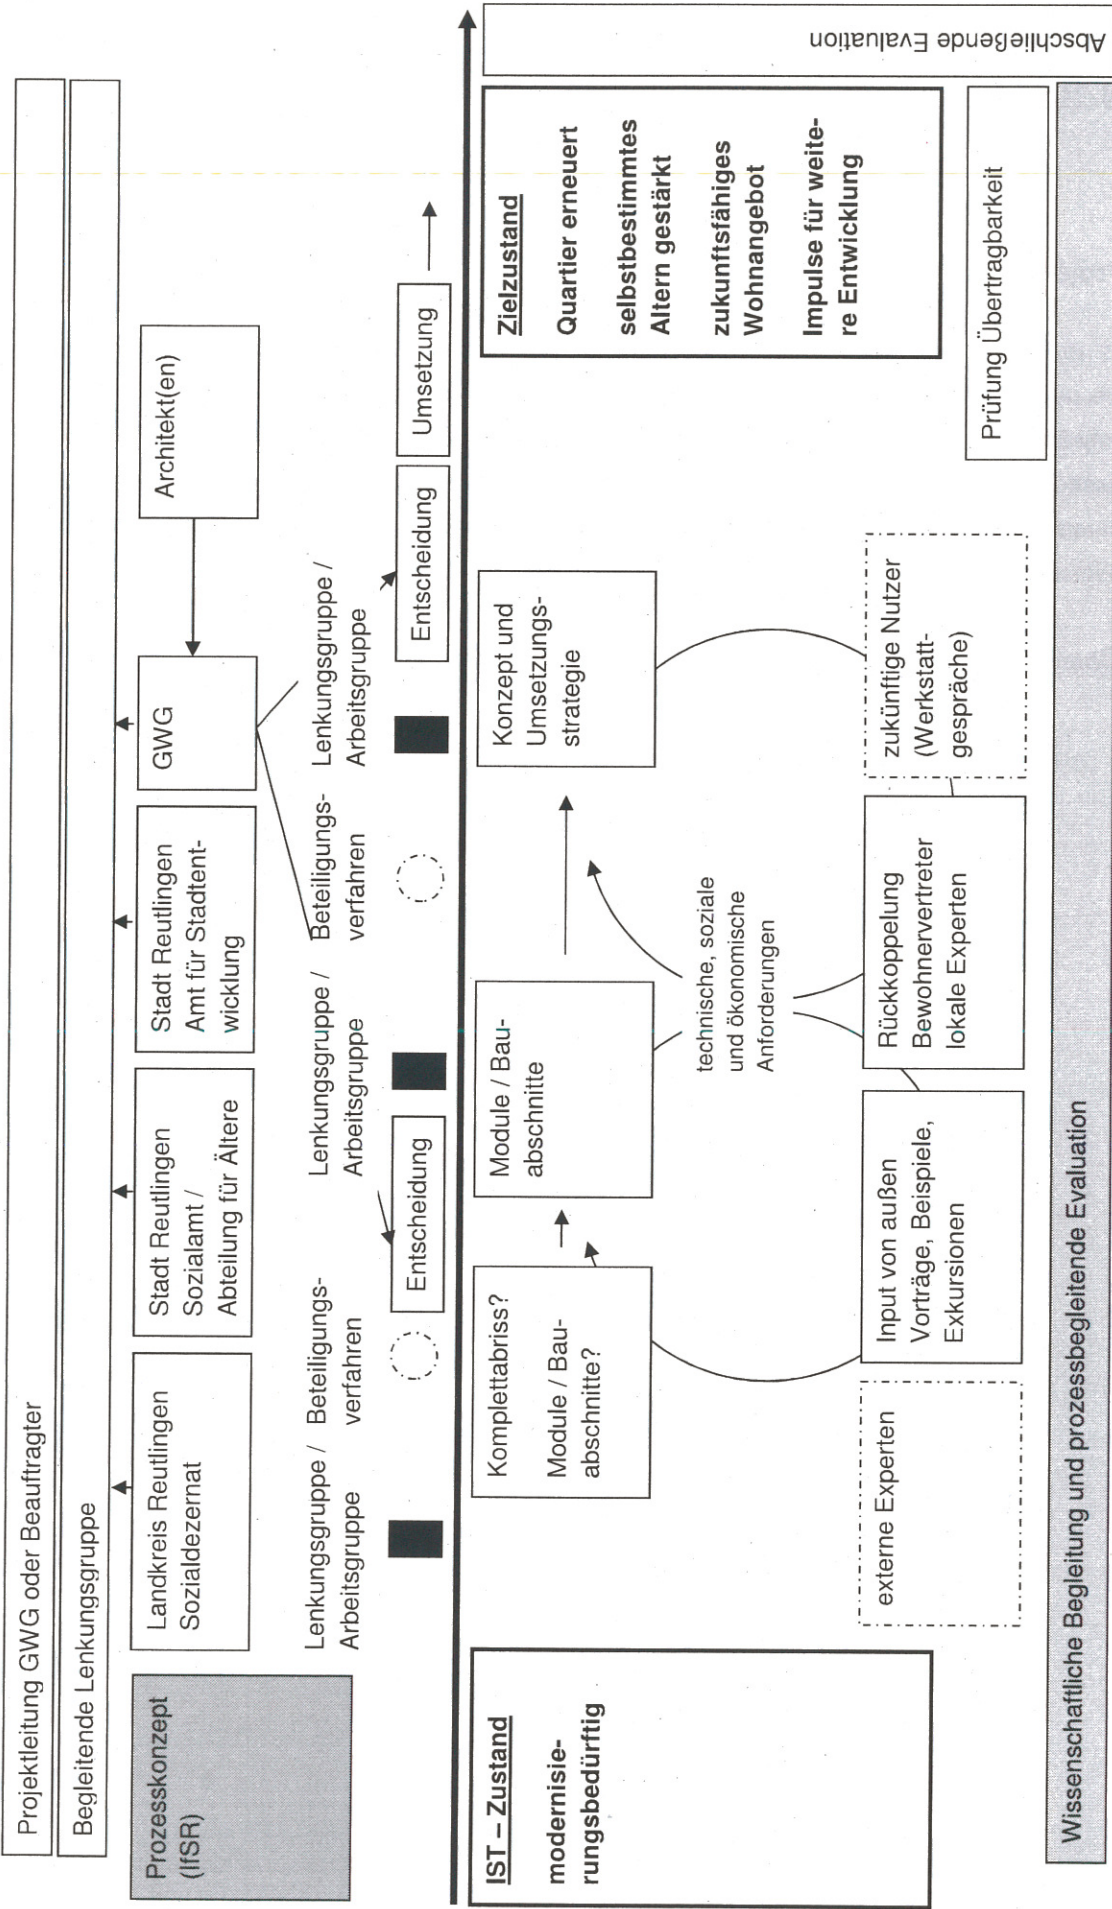 Projektleitung GWG oder Beauftragter
Begleitende Lenkungsgruppe
Prozesskonzept
(IfSR)
Landkreis Reutlingen
Sozialdezernat
Stadt Reutlingen
Sozialamt /
Abteilung für Ältere
Stadt Reutlingen
Amt für Stadtent-
wicklung
GWG
Architekt(en)
Lenkungsgruppe /
Arbeitsgruppe
Beteiligungs-
verfahren
Lenkungsgruppe /
Arbeitsgruppe
Beteiligungs-
verfahren
Lenkungsgruppe /
Arbeitsgruppe
Entscheidung
Entscheidung
Umsetzung
IST – Zustand
modernisie-
rungsbedürftig
Komplettabriss?
Module / Bau-
abschnitte?
Module / Bau-
abschnitte
Konzept und
Umsetzungs-
strategie
Zielzustand
Quartier erneuert
selbstbestimmtes
Altern gestärkt
zukunftsfähiges
Wohnangebot
Impulse für weite-
re Entwicklung
technische, soziale
und ökonomische
Anforderungen
externe Experten
Input von außen
Vorträge, Beispiele,
Exkursionen
Rückkoppelung
Bewohnervertreter
lokale Experten
zukünftige Nutzer
(Werkstatt-
gespräche)
Prüfung Übertragbarkeit
Abschließende Evaluation
Wissenschaftliche Begleitung und prozessbegleitende Evaluation